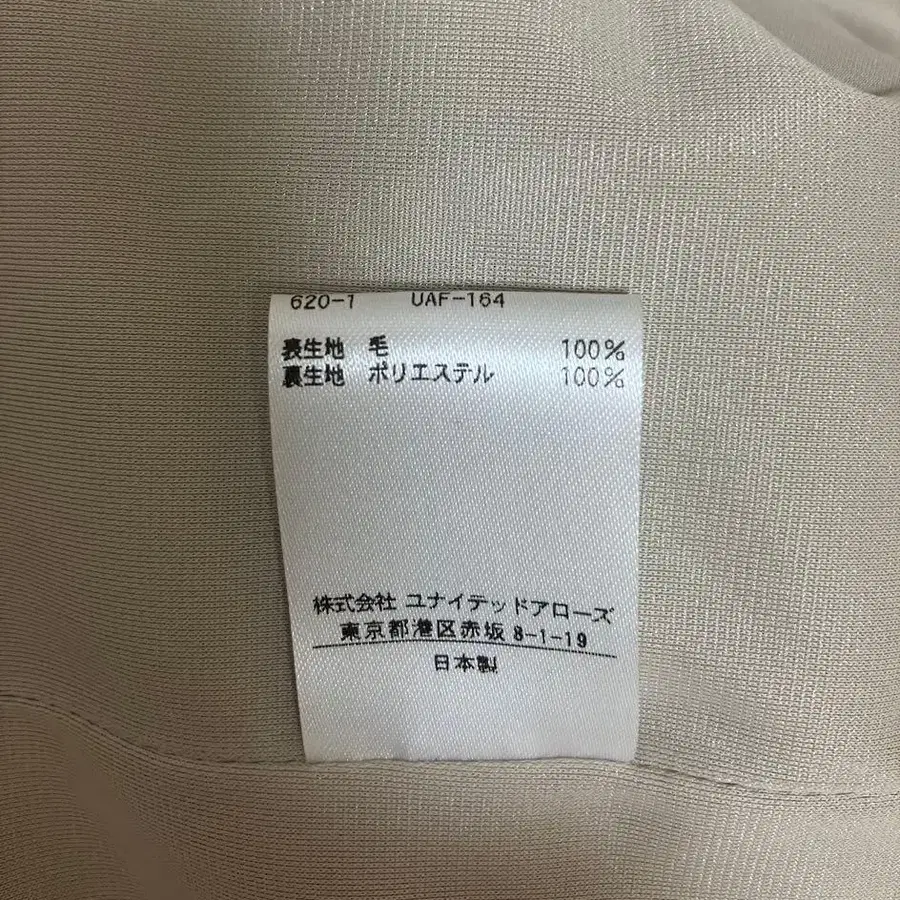 620-1 UAF-164
表生地 毛 100%
裏生地 ポリエステル 100%
株式会社 ユナイテッドアローズ
東京都港区赤坂 8-1-19
日本製